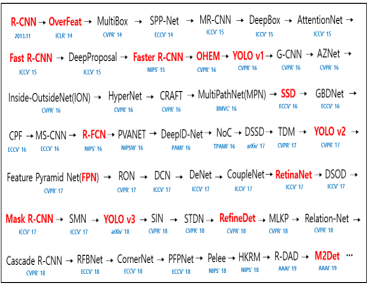 R-CNN → OverFeat → MultiBox → SPP-Net → MR-CNN → DeepBox → AttentionNet →
2013.11 ICLR' 14 CVPR' 14 ECCV' 14 ICCV' 15 ICCV' 15 ICCV' 15
Fast R-CNN → DeepProposal → Faster R-CNN → OHEM → YOLO v1 → G-CNN → AZNet →
ICCV' 15 ICCV' 15 NIPS' 15 CVPR' 16 CVPR' 16 CVPR' 16 CVPR' 16
Inside-OutsideNet(ION) → HyperNet → CRAFT → MultiPathNet(MPN) → SSD → GBDNet →
CVPR' 16 CVPR' 16 CVPR' 16 BMVC' 16 ECCV' 16 ECCV' 16
CPF → MS-CNN → R-FCN → PVANET → DeepID-Net → NoC → DSSD → TDM → YOLO v2 →
ECCV' 16 ECCV' 16 NIPS' 16 NIPSW' 16 PAMI' 16 TPAMI' 16 arXiv' 17 CVPR' 17 CVPR' 17
Feature Pyramid Net(FPN) → RON → DCN → DeNet → CoupleNet → RetinaNet → DSOD →
CVPR' 17 CVPR' 17 ICCV' 17 ICCV' 17 ICCV' 17 ICCV' 17 ICCV' 17
Mask R-CNN → SMN → YOLO v3 → SIN → STDN → RefineDet → MLKP → Relation-Net →
ICCV' 17 ICCV' 17 arXiv' 18 CVPR' 18 CVPR' 18 CVPR' 18 CVPR' 18 CVPR' 18
Cascade R-CNN → RFBNet → CornerNet → PFPNet → Pelee → HKRM → R-DAD → M2Det ···
CVPR' 18 ECCV' 18 ECCV' 18 ECCV' 18 NIPS' 18 NIPS' 18 AAAI' 19 AAAI' 19